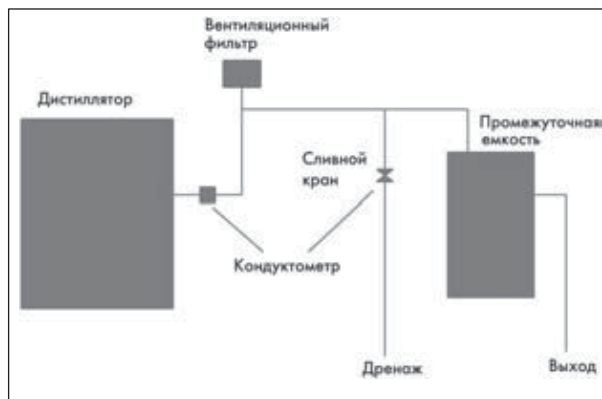 Вентиляционный
фильтр
Дистиллятор
Промежуточная
емкость
Сливной
кран
Кондуктометр
Дренаж
Выход